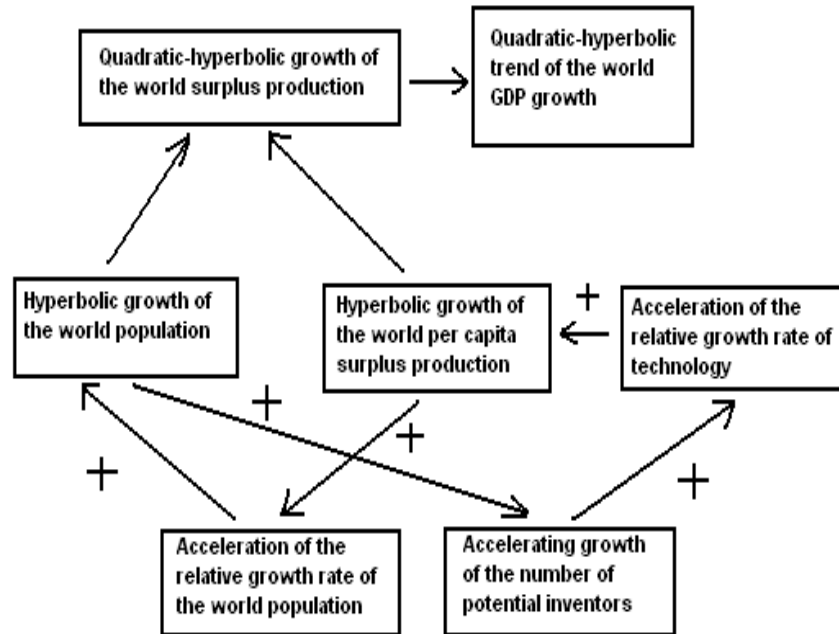 Quadratic-hyperbolic growth of
the world surplus production
Quadratic-hyperbolic
trend of the world
GDP growth
Hyperbolic growth of
the world population
Hyperbolic growth of
the world per capita
surplus production
+
Acceleration of the
relative growth rate of
technology
+
+
+
+
Acceleration of the
relative growth rate of
the world population
Accelerating growth
of the number of
potential inventors